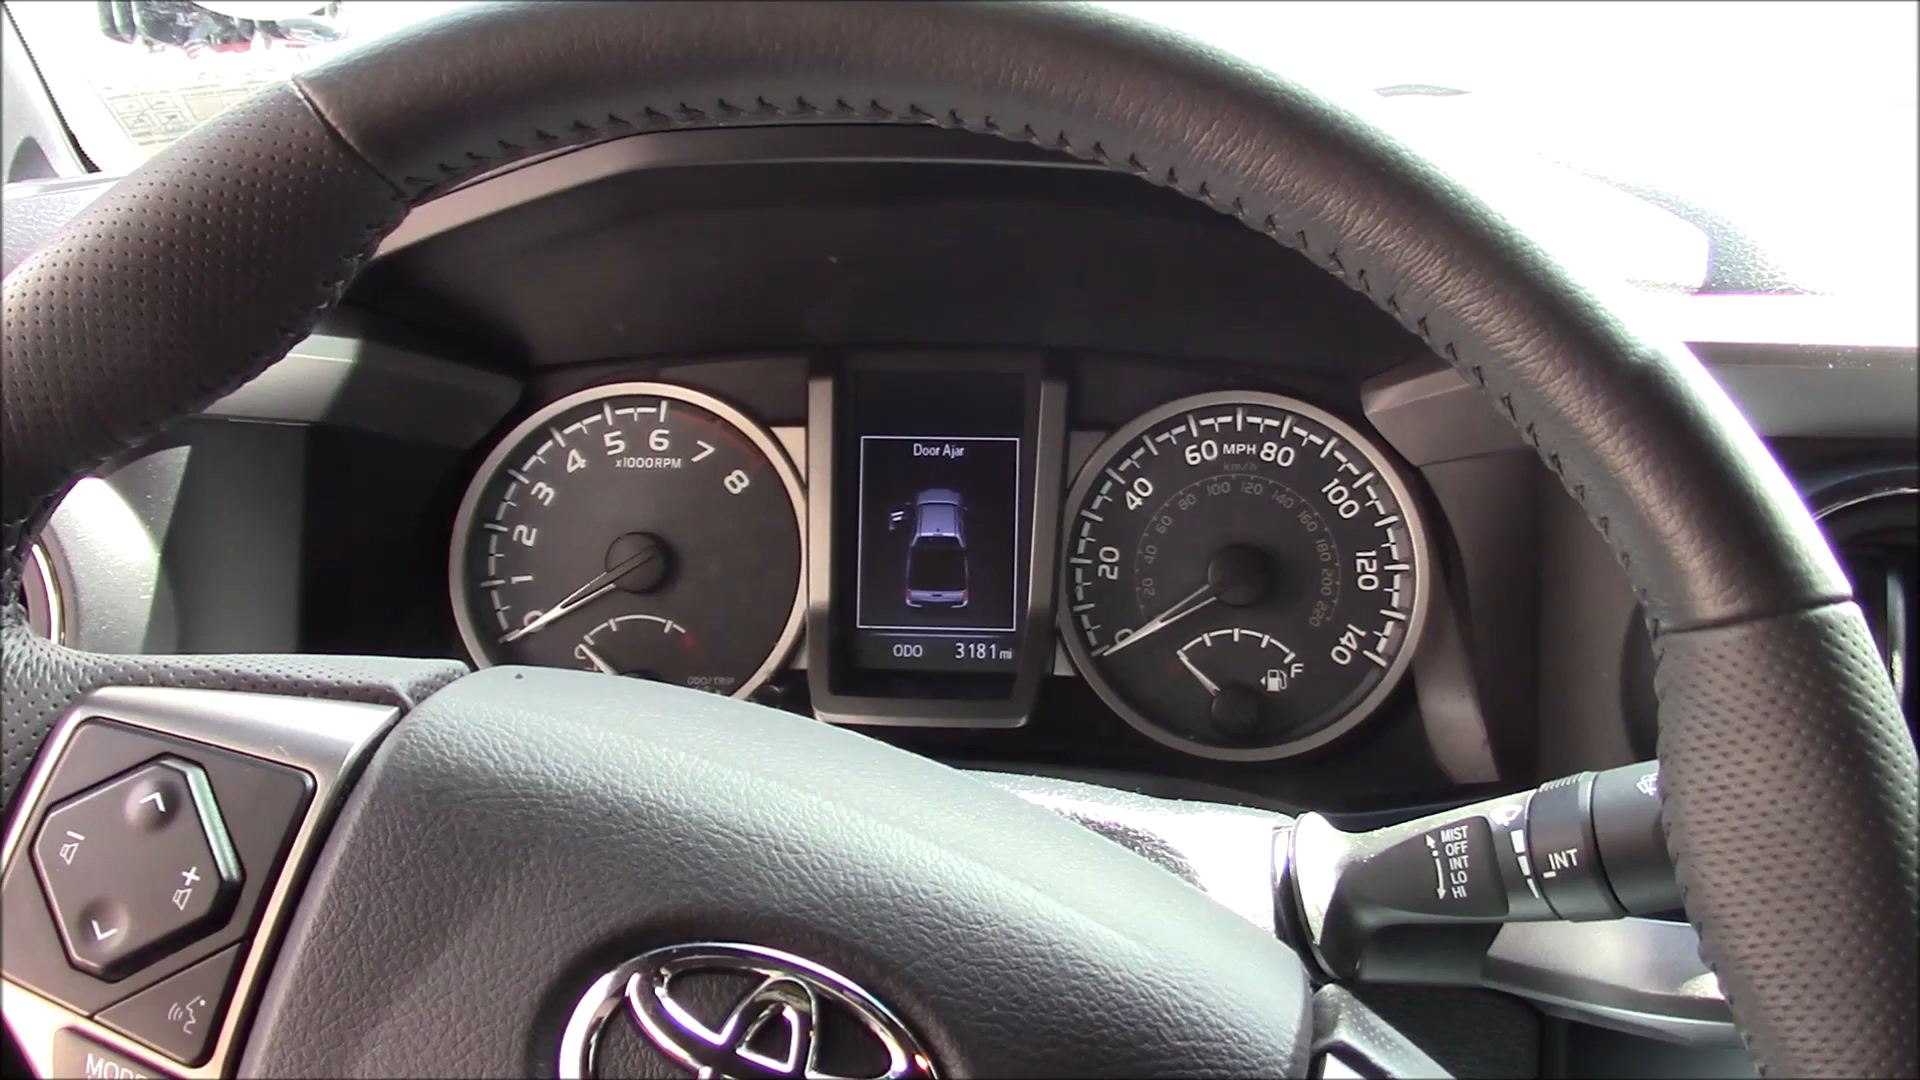 0 1 2 3 4 5 6 7 8
x1000RPM
ODO/TRIP
Door Ajar
ODO 3181 mi
0 20 40 60 MPH 80 100 120 140
km/h
20 40 60 80 100 120 140 160 180 200 220
F
MIST
OFF
INT
LO
HI
INT
MODE